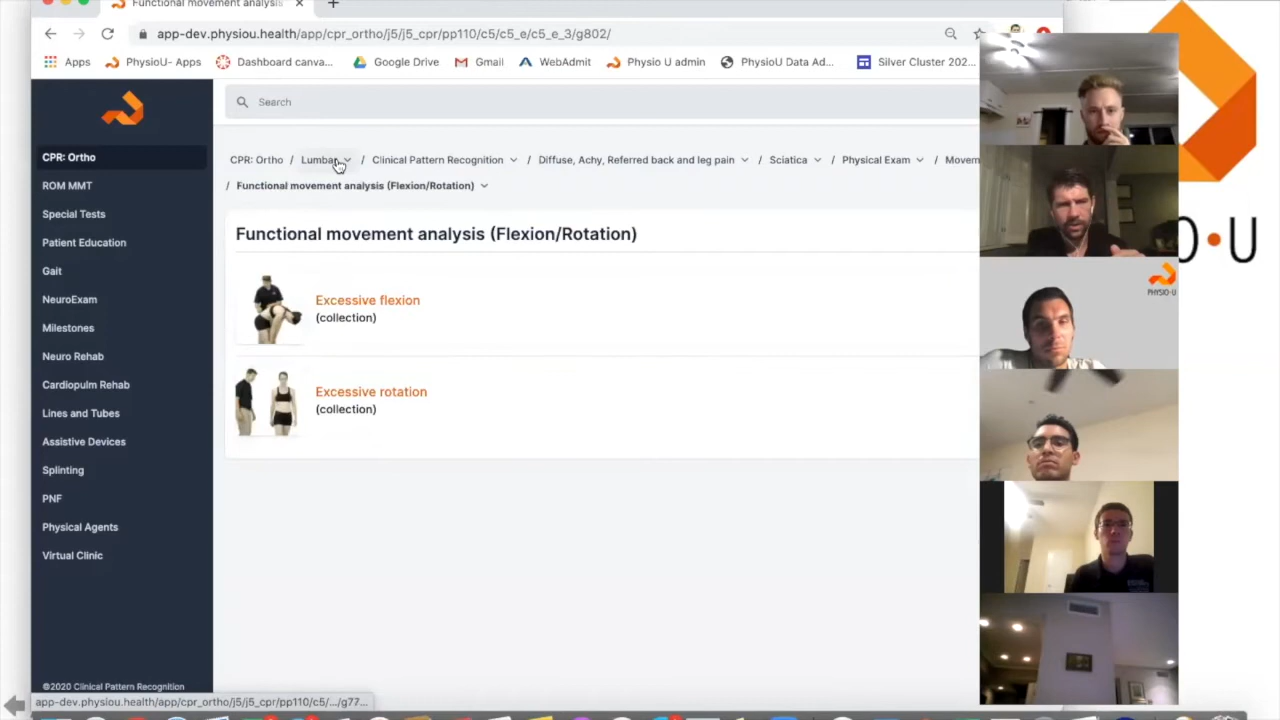 Functional movement analysis
app-dev.physiou.health/app/cpr_ortho/j5/j5_cpr/pp110/c5/c5_e/c5_e_3/g802/
Apps PhysioU- Apps Dashboard canva... Google Drive Gmail WebAdmit Physio U admin PhysioU Data Ad... Silver Cluster 202...
Search
CPR: Ortho
ROM MMT
Special Tests
Patient Education
Gait
NeuroExam
Milestones
Neuro Rehab
Cardiopulm Rehab
Lines and Tubes
Assistive Devices
Splinting
PNF
Physical Agents
Virtual Clinic
©2020 Clinical Pattern Recognition
CPR: Ortho / Lumbar / Clinical Pattern Recognition / Diffuse, Achy, Referred back and leg pain / Sciatica / Physical Exam / Movem
/ Functional movement analysis (Flexion/Rotation)
Functional movement analysis (Flexion/Rotation)
Excessive flexion
(collection)
Excessive rotation
(collection)
app-dev.physiou.health/app/cpr_ortho/j5/j5_cpr/pp110/c5/.../g77...
PHYSIO•U
O•U